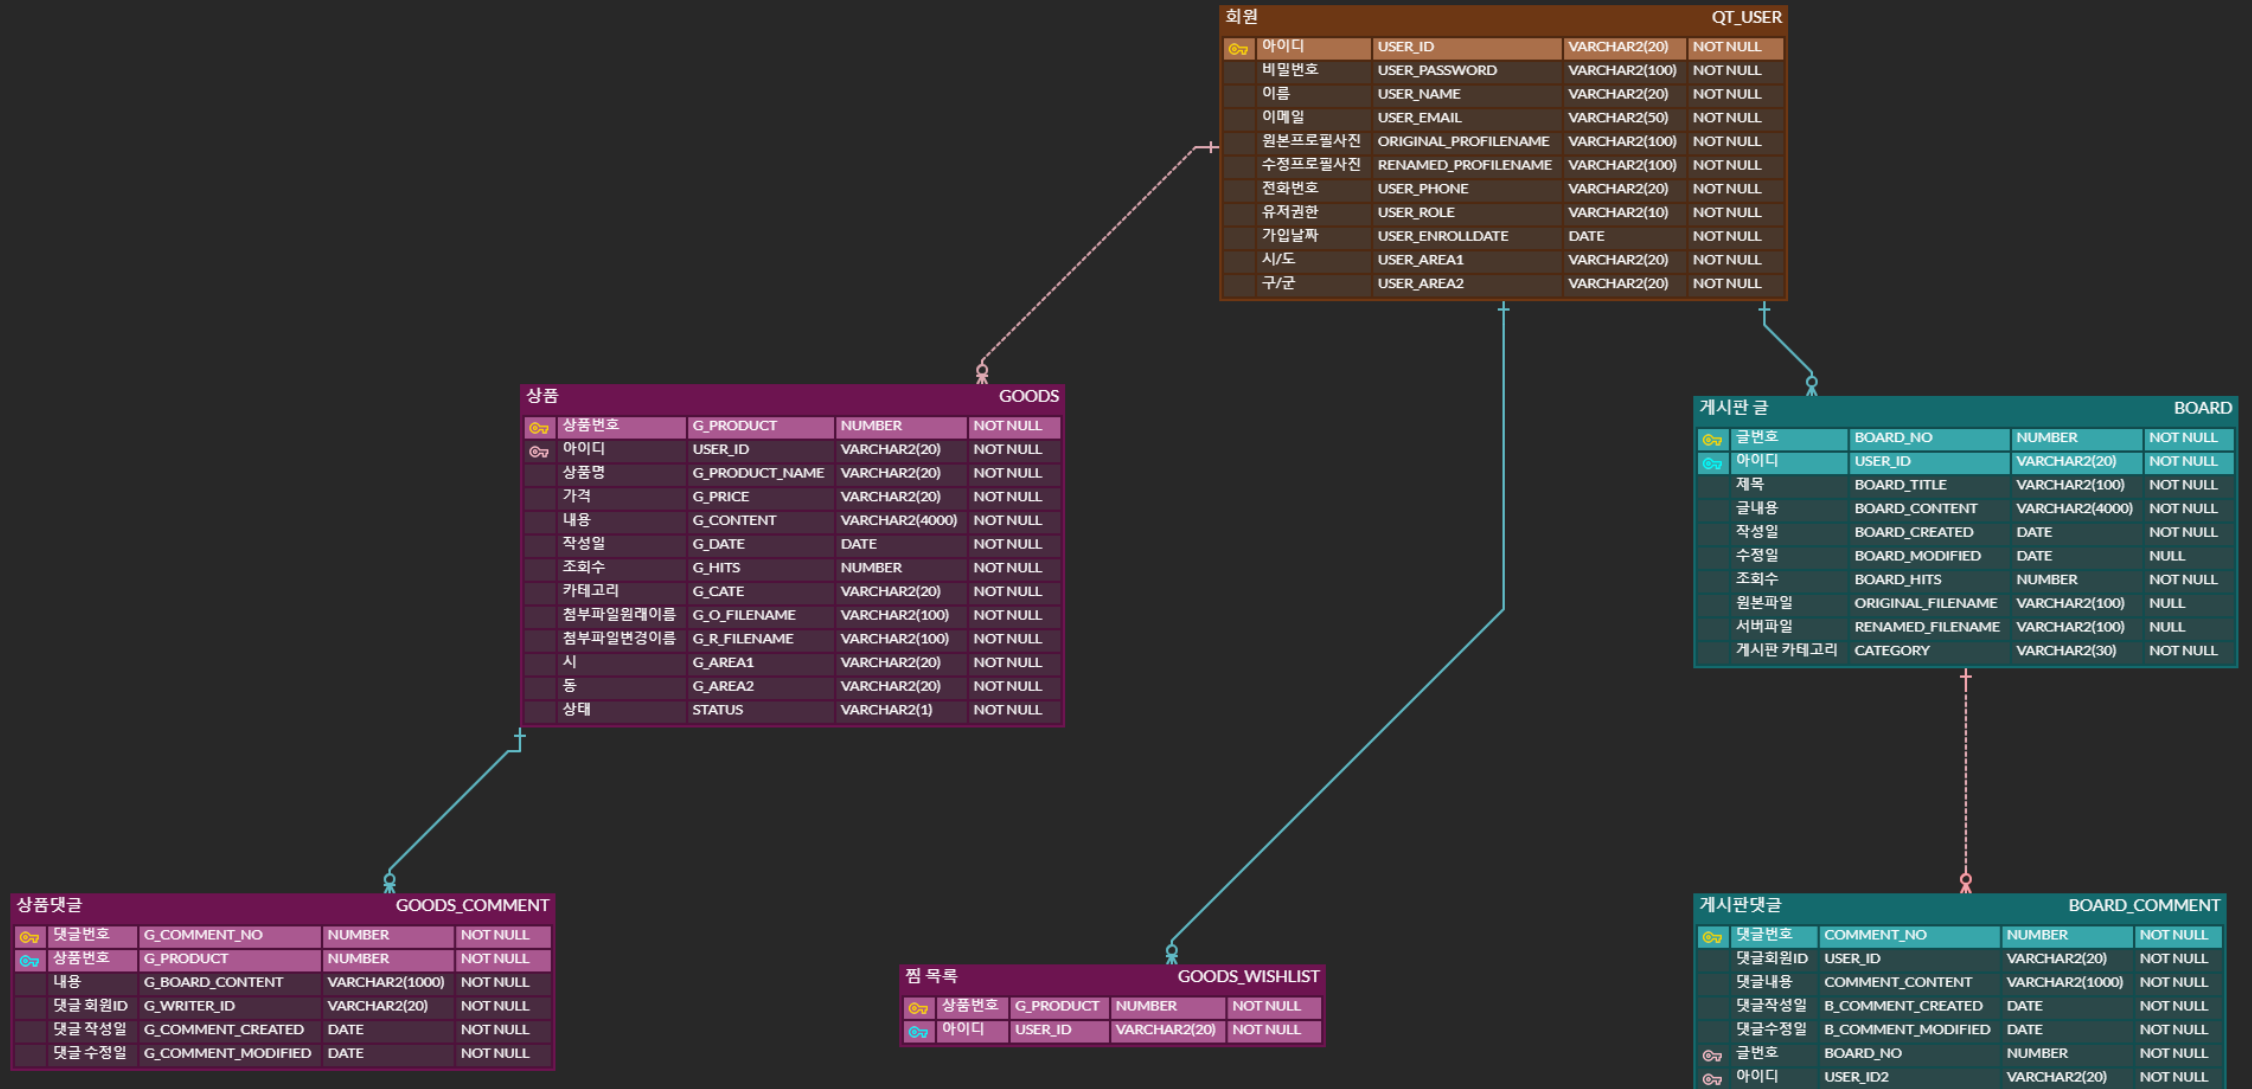 회원 QT_USER
아이디 USER_ID VARCHAR2(20) NOT NULL
비밀번호 USER_PASSWORD VARCHAR2(100) NOT NULL
이름 USER_NAME VARCHAR2(20) NOT NULL
이메일 USER_EMAIL VARCHAR2(50) NOT NULL
원본프로필사진 ORIGINAL_PROFILENAME VARCHAR2(100) NOT NULL
수정프로필사진 RENAMED_PROFILENAME VARCHAR2(100) NOT NULL
전화번호 USER_PHONE VARCHAR2(20) NOT NULL
유저권한 USER_ROLE VARCHAR2(10) NOT NULL
가입날짜 USER_ENROLLDATE DATE NOT NULL
시/도 USER_AREA1 VARCHAR2(20) NOT NULL
구/군 USER_AREA2 VARCHAR2(20) NOT NULL
상품 GOODS
상품번호 G_PRODUCT NUMBER NOT NULL
아이디 USER_ID VARCHAR2(20) NOT NULL
상품명 G_PRODUCT_NAME VARCHAR2(20) NOT NULL
가격 G_PRICE VARCHAR2(20) NOT NULL
내용 G_CONTENT VARCHAR2(4000) NOT NULL
작성일 G_DATE DATE NOT NULL
조회수 G_HITS NUMBER NOT NULL
카테고리 G_CATE VARCHAR2(20) NOT NULL
첨부파일원래이름 G_O_FILENAME VARCHAR2(100) NOT NULL
첨부파일변경이름 G_R_FILENAME VARCHAR2(100) NOT NULL
시 G_AREA1 VARCHAR2(20) NOT NULL
동 G_AREA2 VARCHAR2(20) NOT NULL
상태 STATUS VARCHAR2(1) NOT NULL
게시판 글 BOARD
글번호 BOARD_NO NUMBER NOT NULL
아이디 USER_ID VARCHAR2(20) NOT NULL
제목 BOARD_TITLE VARCHAR2(100) NOT NULL
글내용 BOARD_CONTENT VARCHAR2(4000) NOT NULL
작성일 BOARD_CREATED DATE NOT NULL
수정일 BOARD_MODIFIED DATE NULL
조회수 BOARD_HITS NUMBER NOT NULL
원본파일 ORIGINAL_FILENAME VARCHAR2(100) NULL
서버파일 RENAMED_FILENAME VARCHAR2(100) NULL
게시판 카테고리 CATEGORY VARCHAR2(30) NOT NULL
상품댓글 GOODS_COMMENT
댓글번호 G_COMMENT_NO NUMBER NOT NULL
상품번호 G_PRODUCT NUMBER NOT NULL
내용 G_BOARD_CONTENT VARCHAR2(1000) NOT NULL
댓글 회원ID G_WRITER_ID VARCHAR2(20) NOT NULL
댓글 작성일 G_COMMENT_CREATED DATE NOT NULL
댓글 수정일 G_COMMENT_MODIFIED DATE NOT NULL
찜 목록 GOODS_WISHLIST
상품번호 G_PRODUCT NUMBER NOT NULL
아이디 USER_ID VARCHAR2(20) NOT NULL
게시판댓글 BOARD_COMMENT
댓글번호 COMMENT_NO NUMBER NOT NULL
댓글회원ID USER_ID VARCHAR2(20) NOT NULL
댓글내용 COMMENT_CONTENT VARCHAR2(1000) NOT NULL
댓글작성일 B_COMMENT_CREATED DATE NOT NULL
댓글수정일 B_COMMENT_MODIFIED DATE NOT NULL
글번호 BOARD_NO NUMBER NOT NULL
아이디 USER_ID2 VARCHAR2(20) NOT NULL